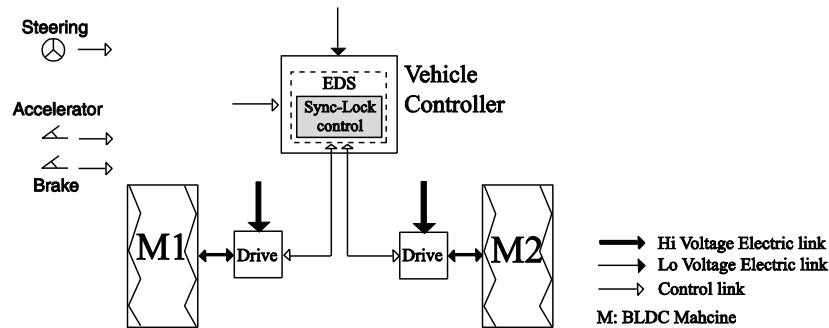 Steering
EDS
Sync-Lock
control
Vehicle
Controller
Accelerator
Brake
M1
Drive
Drive
M2
Hi Voltage Electric link
Lo Voltage Electric link
Control link
M: BLDC Mahcine